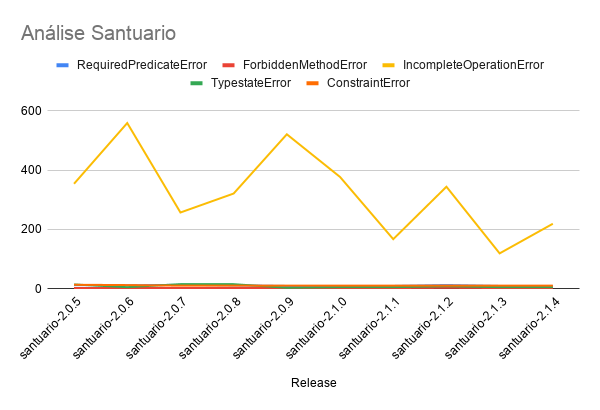 Análise Santuario
RequiredPredicateError ForbiddenMethodError IncompleteOperationError
TypestateError ConstraintError
600
400
200
0
santuario-2.0.5 santuario-2.0.6 santuario-2.0.7 santuario-2.0.8 santuario-2.0.9 santuario-2.1.0 santuario-2.1.1 santuario-2.1.2 santuario-2.1.3 santuario-2.1.4
Release